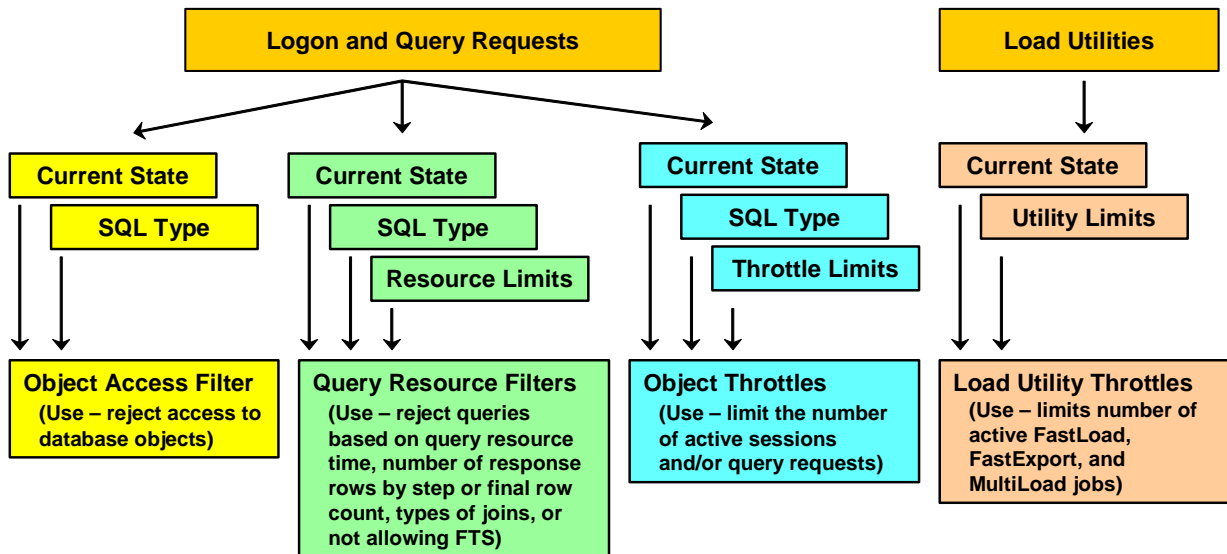 Logon and Query Requests
Load Utilities
Current State
SQL Type
Object Access Filter
(Use – reject access to
database objects)
Current State
SQL Type
Resource Limits
Query Resource Filters
(Use – reject queries
based on query resource
time, number of response
rows by step or final row
count, types of joins, or
not allowing FTS)
Current State
SQL Type
Throttle Limits
Object Throttles
(Use – limit the number
of active sessions
and/or query requests)
Current State
Utility Limits
Load Utility Throttles
(Use – limits number of
active FastLoad,
FastExport, and
MultiLoad jobs)